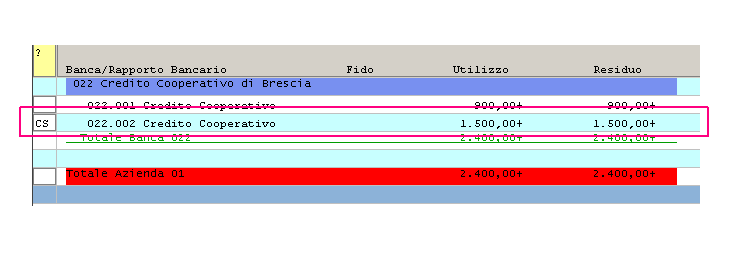 ?
Banca/Rapporto Bancario Fido Utilizzo Residuo
022 Credito Cooperativo di Brescia
022.001 Credito Cooperativo 900,00+ 900,00+
CS 022.002 Credito Cooperativo 1.500,00+ 1.500,00+
Totale Banca 022 2.400,00+ 2.400,00+
Totale Azienda 01 2.400,00+ 2.400,00+